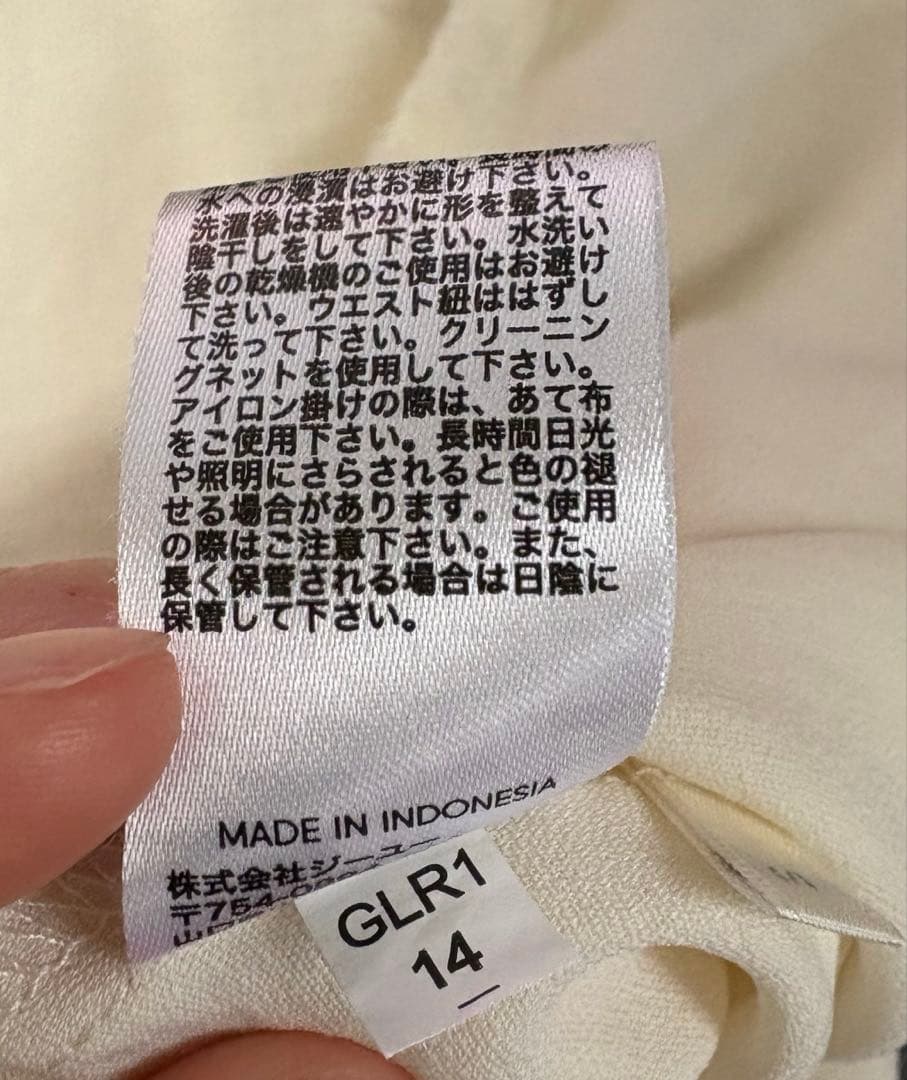 水への浸漬はお避け下さい。
洗濯後は速やかに形を整え
陰干しをして下さい。水洗い
後の乾燥機のご使用はお避け
下さい。ウエスト紐ははずし
て洗って下さい。クリーニン
グネットを使用して下さい。
アイロン掛けの際は、あて布
をご使用下さい。長時間日光
や照明にさらされると色の褪
せる場合があります。ご使用
の際はご注意下さい。また、
長く保管される場合は日陰に
保管して下さい。
MADE IN INDONESIA
株式会社ジーユー
〒754-0
山口
GLR1
14